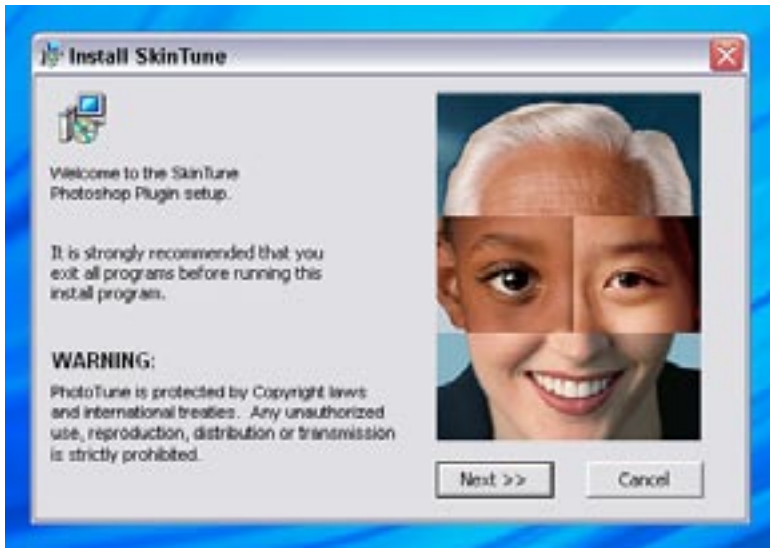 Install SkinTune
Welcome to the SkinTune
Photoshop Plugin setup.
It is strongly recommended that you
exit all programs before running this
install program.
WARNING:
PhotoTune is protected by Copyright laws
and international treaties.  Any unauthorized
use, reproduction, distribution or transmission
is strictly prohibited.
Next >>
Cancel